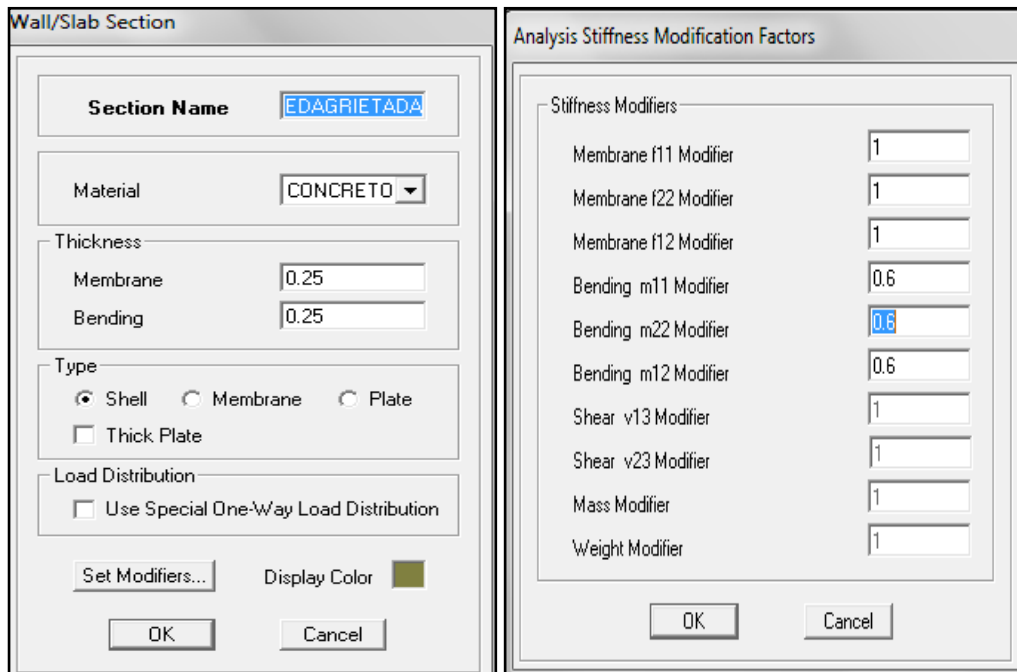 Wall/Slab Section
Section Name EDAGRIETADA
Material CONCRETO
Thickness
Membrane 0.25
Bending 0.25
Type
Shell Membrane Plate
Thick Plate
Load Distribution
Use Special One-Way Load Distribution
Set Modifiers... Display Color
OK Cancel
Analysis Stiffness Modification Factors
Stiffness Modifiers
Membrane f11 Modifier 1
Membrane f22 Modifier 1
Membrane f12 Modifier 1
Bending m11 Modifier 0.6
Bending m22 Modifier 0.6
Bending m12 Modifier 0.6
Shear v13 Modifier 1
Shear v23 Modifier 1
Mass Modifier 1
Weight Modifier 1
OK Cancel